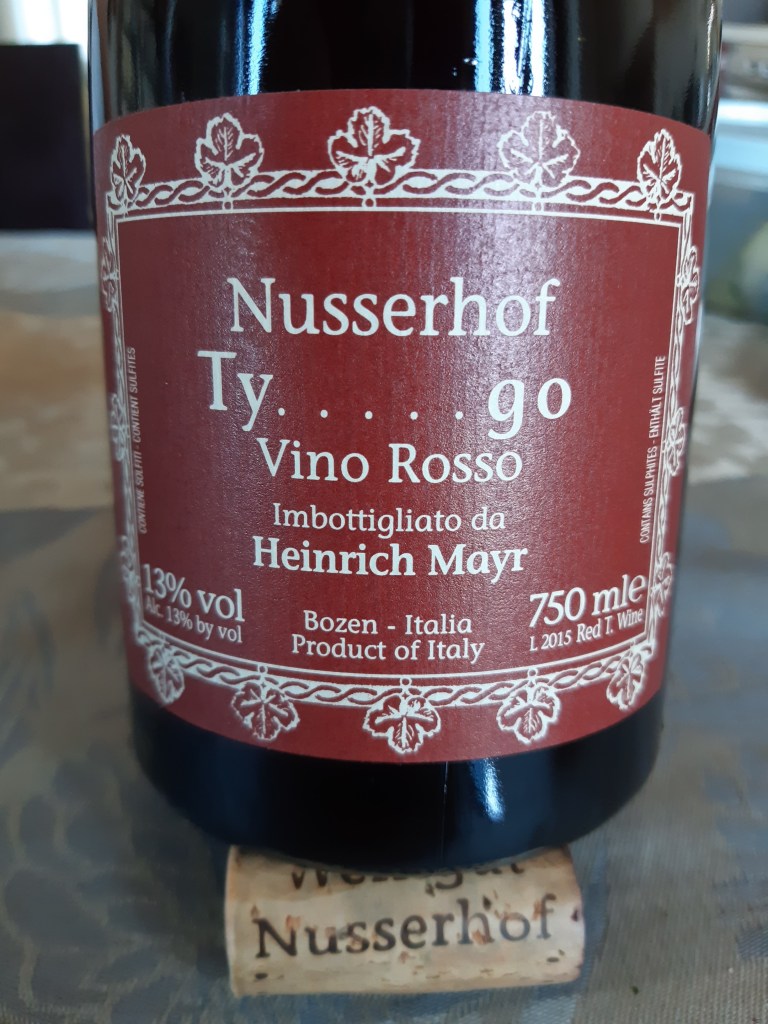 Nusserhof
Ty.....go
Vino Rosso
Imbottigliato da
Heinrich Mayr
13% vol
Alc. 13% by vol
Bozen - Italia
Product of Italy
750 mle
L 2015 Red T. Wine
CONTIENE SOLFITI - CONTIENT SULFITES
CONTAINS SULPHITES - ENTHÄLT SULFITE
Weingut
Nusserhof